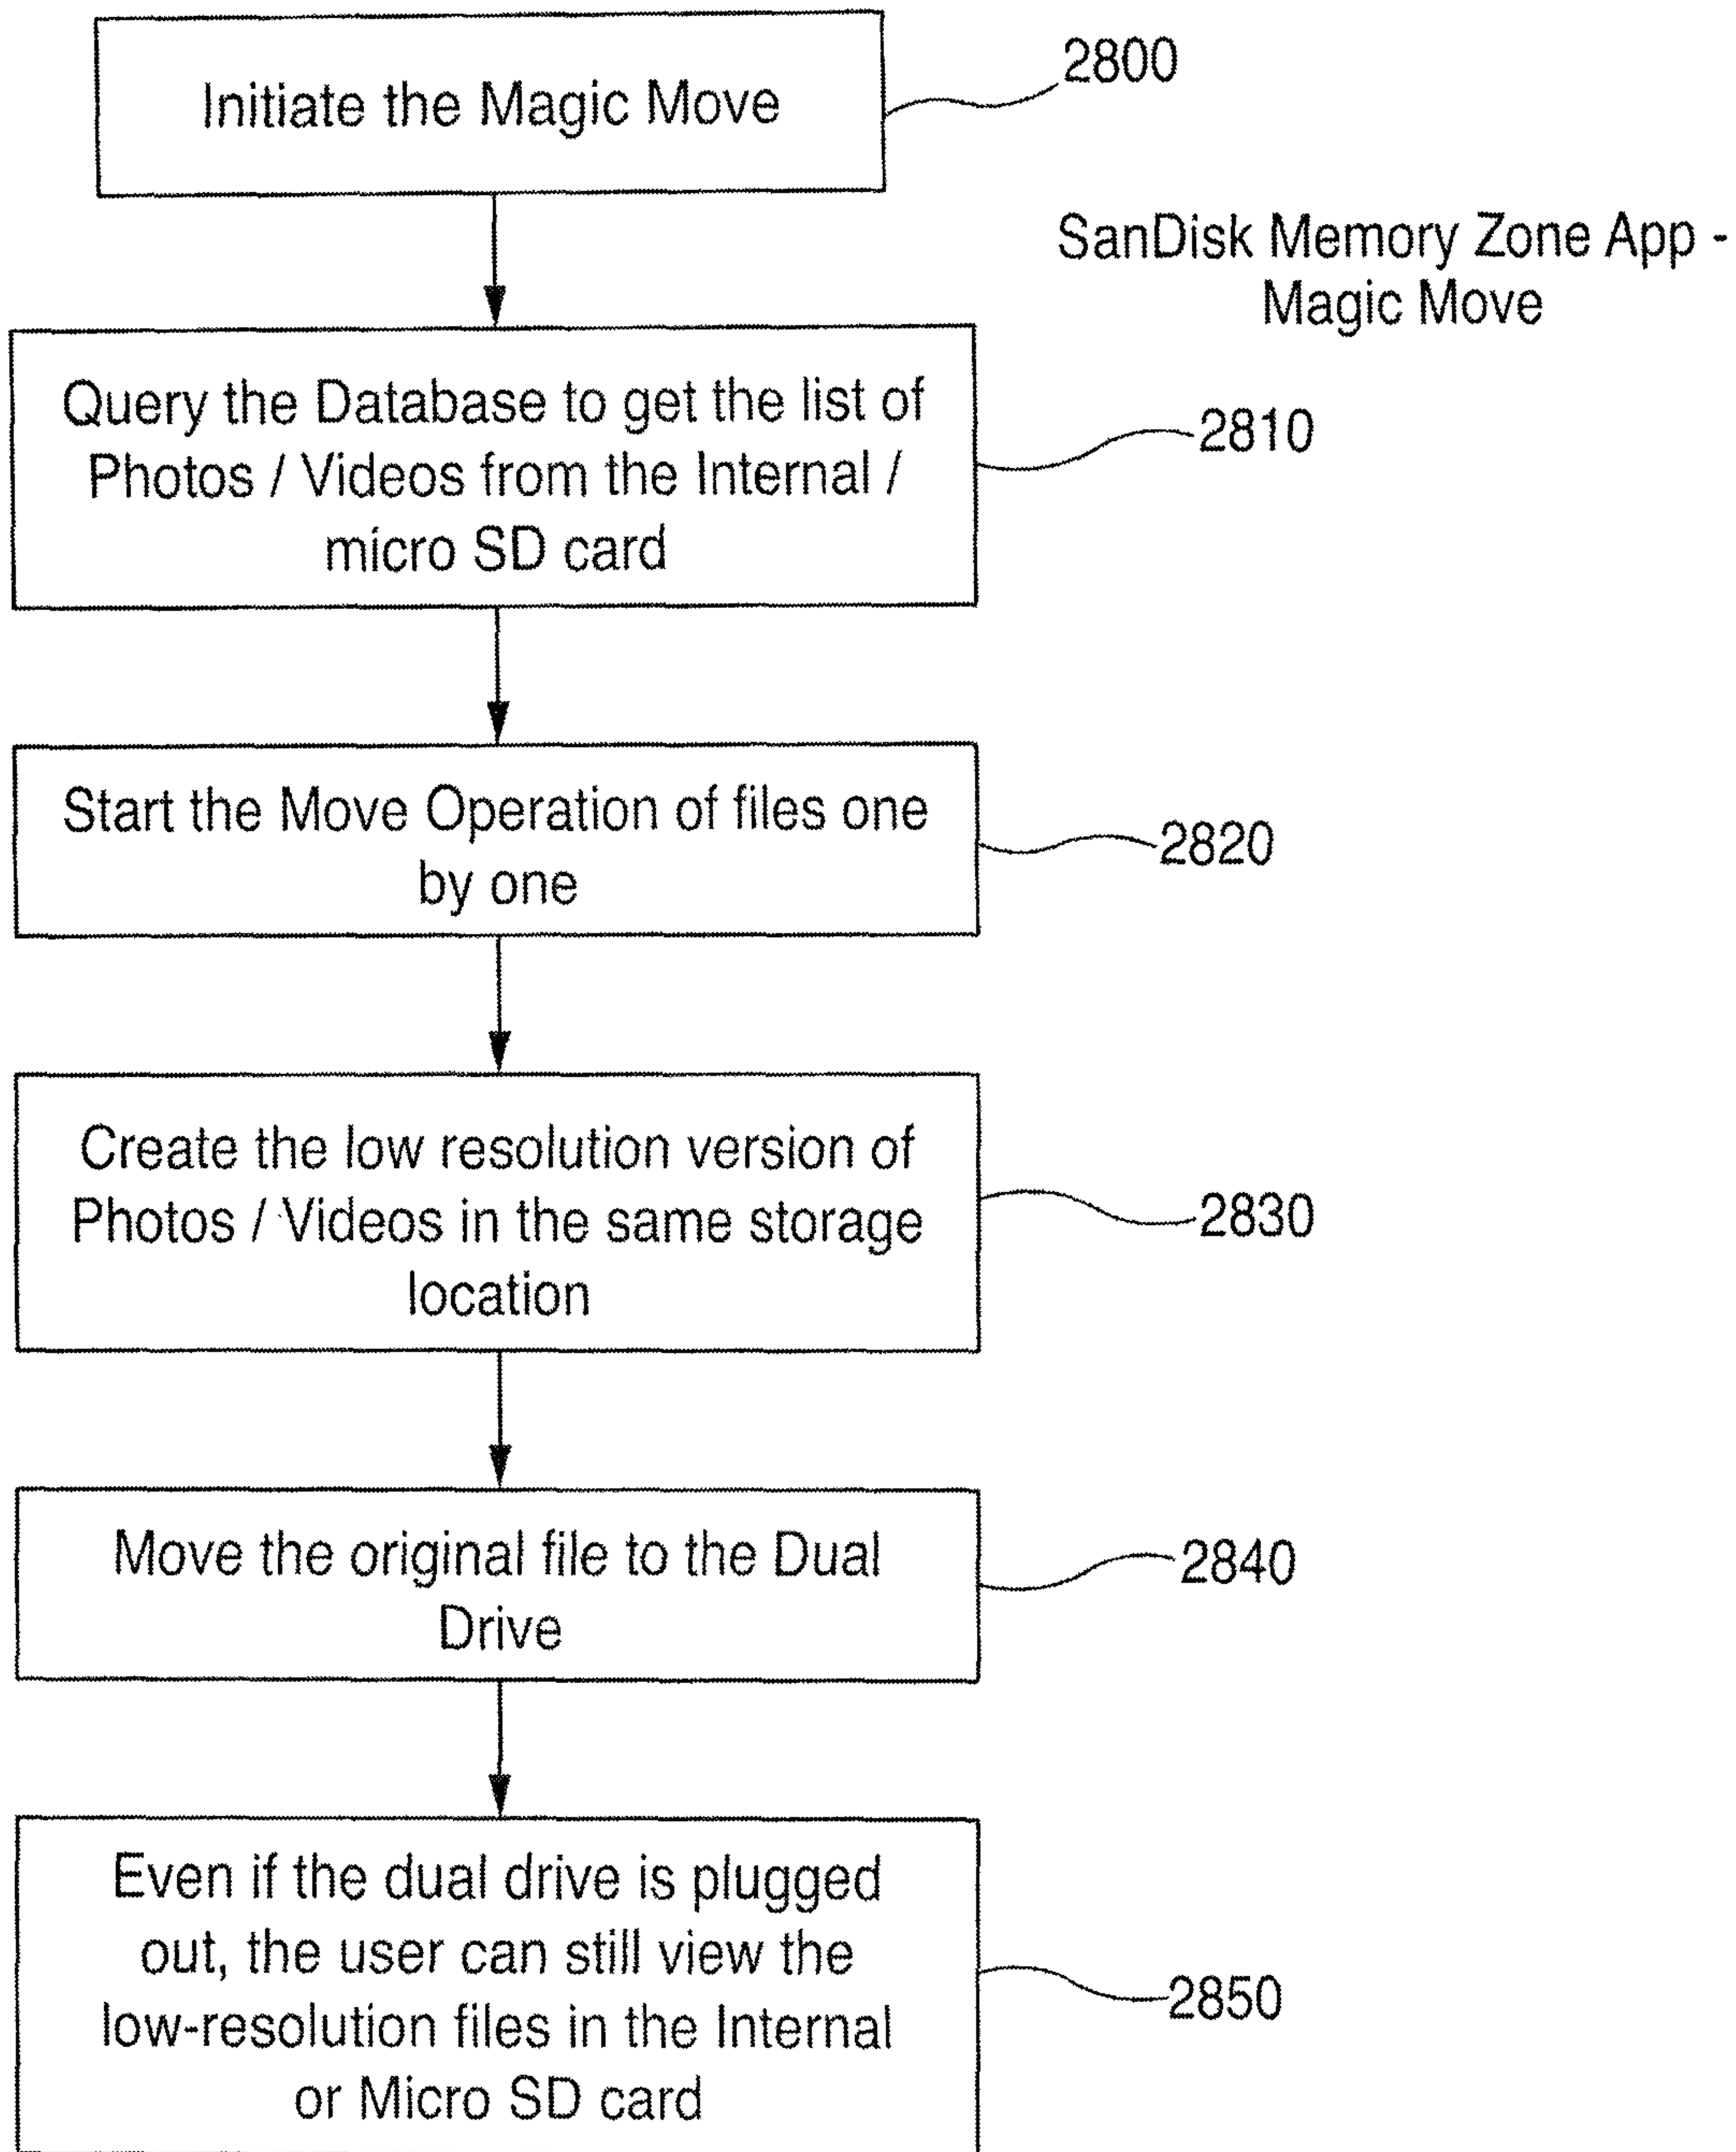 Initiate the Magic Move
2800
SanDisk Memory Zone App -
Magic Move
Query the Database to get the list of
Photos / Videos from the Internal /
micro SD card
2810
Start the Move Operation of files one
by one
2820
Create the low resolution version of
Photos / Videos in the same storage
location
2830
Move the original file to the Dual
Drive
2840
Even if the dual drive is plugged
out, the user can still view the
low-resolution files in the Internal
or Micro SD card
2850